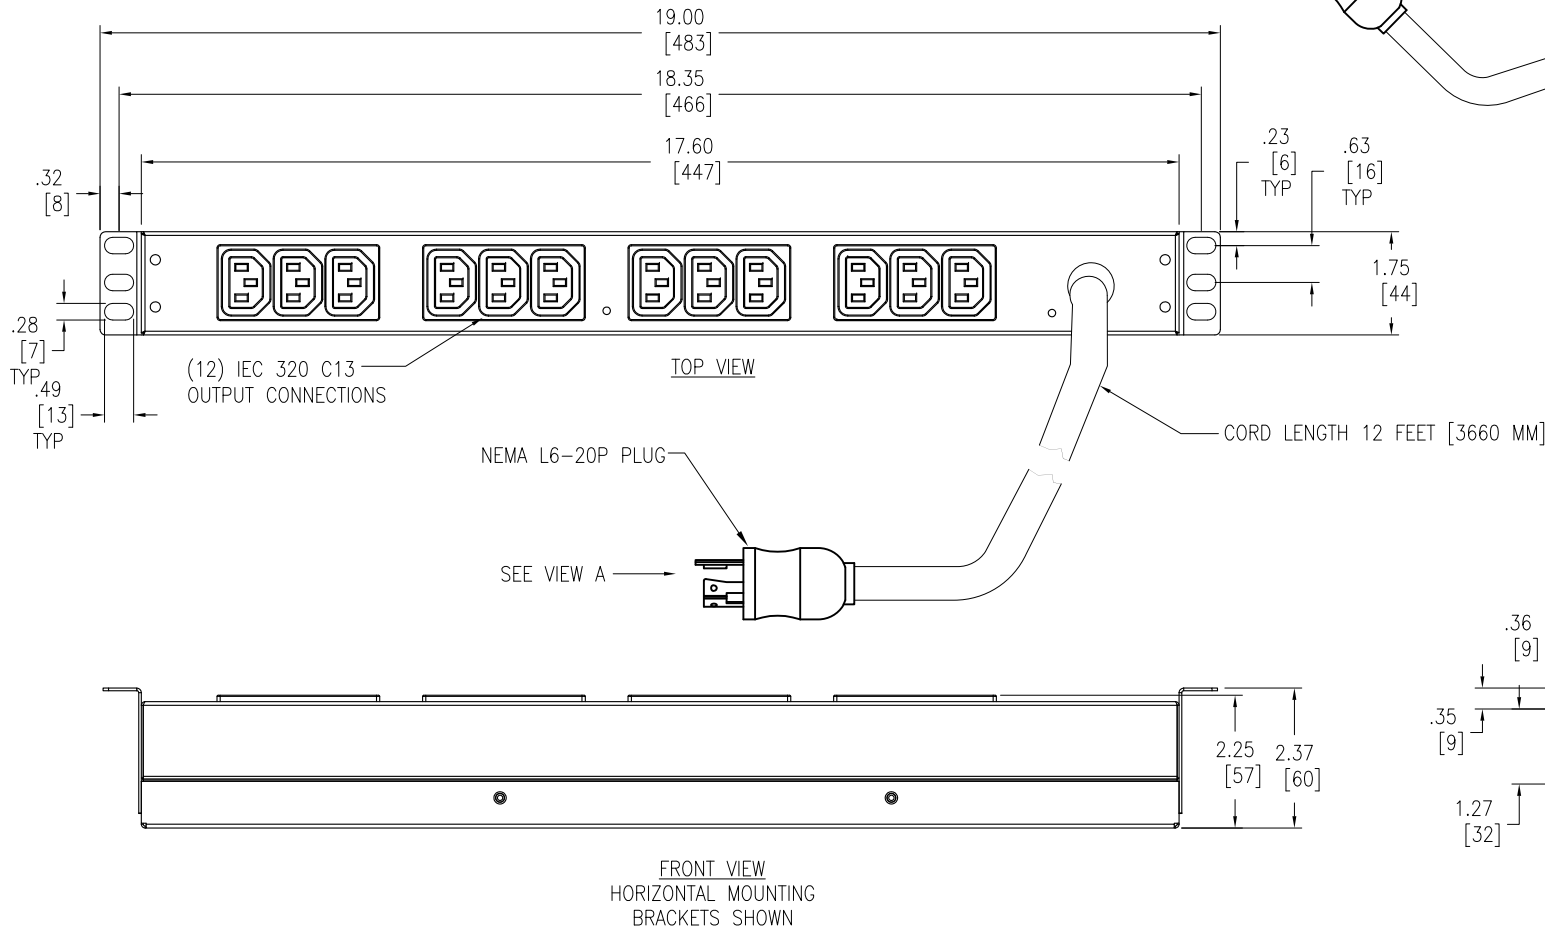 19.00
[483]
18.35
[466]
17.60
[447]
.32
[8]
.23
[6]
TYP
.63
[16]
TYP
1.75
[44]
.28
[7]
TYP
.49
[13]
TYP
(12) IEC 320 C13
OUTPUT CONNECTIONS
TOP VIEW
CORD LENGTH 12 FEET [3660 MM]
NEMA L6-20P PLUG
SEE VIEW A
2.25
[57]
2.37
[60]
.36
[9]
.35
[9]
1.27
[32]
FRONT VIEW
HORIZONTAL MOUNTING
BRACKETS SHOWN